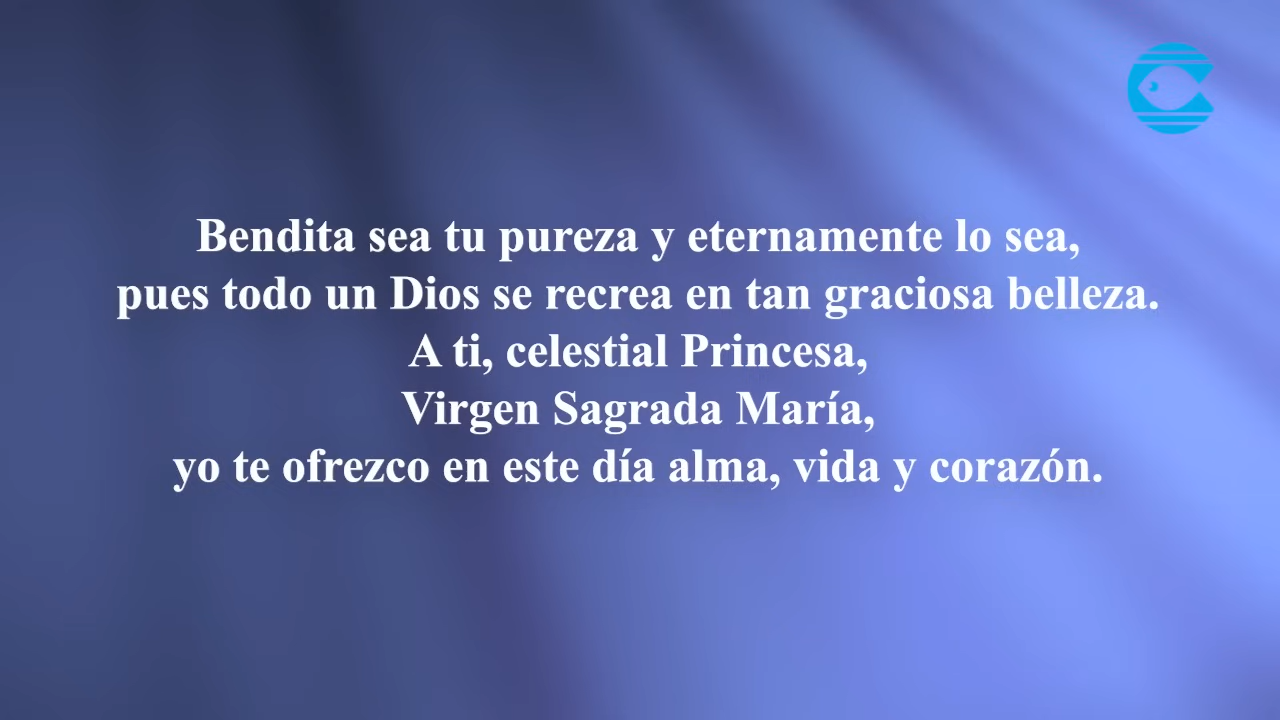 Bendita sea tu pureza y eternamente lo sea,
pues todo un Dios se recrea en tan graciosa belleza.
A ti, celestial Princesa,
Virgen Sagrada María,
yo te ofrezco en este día alma, vida y corazón.